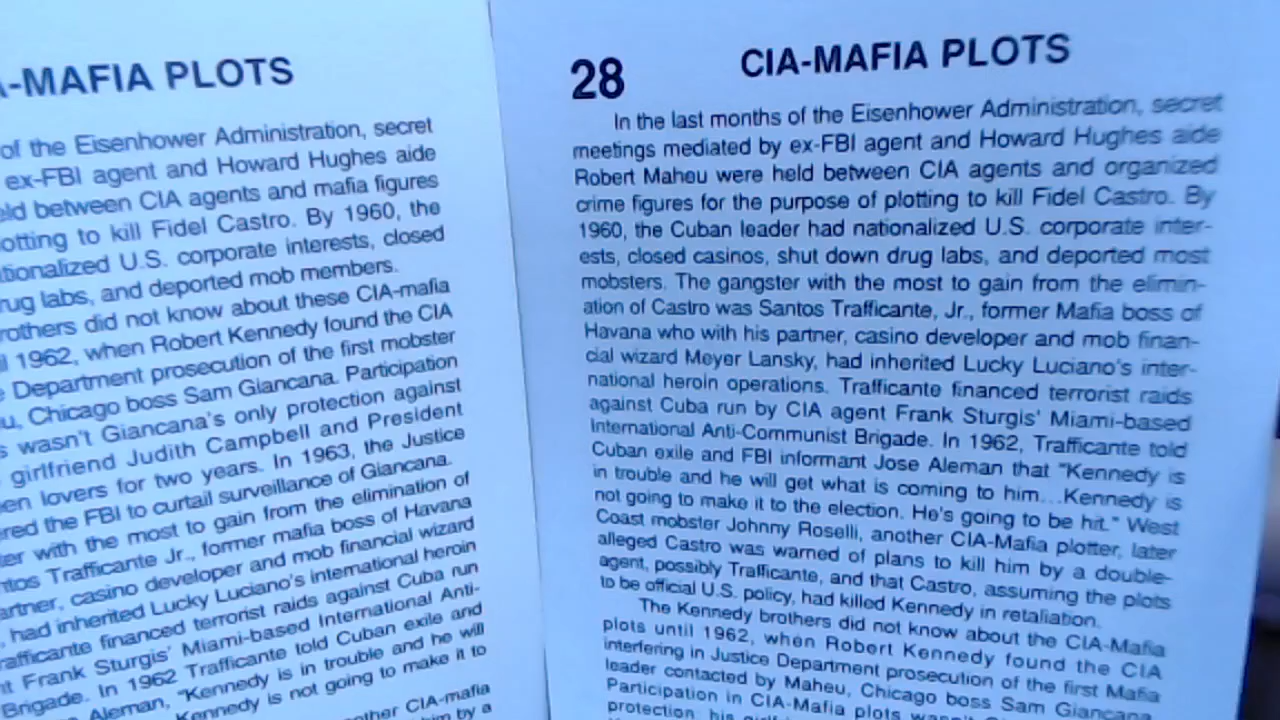 -MAFIA PLOTS
of the Eisenhower Administration, secret
ex-FBI agent and Howard Hughes aide
between CIA agents and mafia figures
to kill Fidel Castro. By 1960, the
U.S. corporate interests, closed
labs, and deported mob members.
did not know about these CIA-mafia
1962, when Robert Kennedy found the CIA
Department prosecution of the first mobster
Chicago boss Sam Giancana. Participation
wasn't Giancana's only protection against
girlfriend Judith Campbell and President
lovers for two years. In 1963, the Justice
the FBI to curtail surveillance of Giancana.
with the most to gain from the elimination of
Trafficante Jr., former mafia boss of Havana
casino developer and mob financial wizard
had inherited Lucky Luciano's international heroin
financed terrorist raids against Cuba run
Frank Sturgis' Miami-based International Anti-
Brigade. In 1962 Trafficante told Cuban exile and
Aleman, "Kennedy is in trouble and he will
Kennedy is not going to make it to
CIA-mafia
by a
28 CIA-MAFIA PLOTS
In the last months of the Eisenhower Administration, secret
meetings mediated by ex-FBI agent and Howard Hughes aide
Robert Maheu were held between CIA agents and organized
crime figures for the purpose of plotting to kill Fidel Castro. By
1960, the Cuban leader had nationalized U.S. corporate inter-
ests, closed casinos, shut down drug labs, and deported most
mobsters. The gangster with the most to gain from the elimin-
ation of Castro was Santos Trafficante, Jr., former Mafia boss of
Havana who with his partner, casino developer and mob finan-
cial wizard Meyer Lansky, had inherited Lucky Luciano's inter-
national heroin operations. Trafficante financed terrorist raids
against Cuba run by CIA agent Frank Sturgis' Miami-based
International Anti-Communist Brigade. In 1962, Trafficante told
Cuban exile and FBI informant Jose Aleman that "Kennedy is
in trouble and he will get what is coming to him...Kennedy is
not going to make it to the election. He's going to be hit." West
Coast mobster Johnny Roselli, another CIA-Mafia plotter, later
alleged Castro was warned of plans to kill him by a double-
agent, possibly Trafficante, and that Castro, assuming the plots
to be official U.S. policy, had killed Kennedy in retaliation.
The Kennedy brothers did not know about the CIA-Mafia
plots until 1962, when Robert Kennedy found the CIA
interfering in Justice Department prosecution of the first Mafia
leader contacted by Maheu, Chicago boss Sam Giancana.
Participation in CIA-Mafia plots wasn't
protection, his